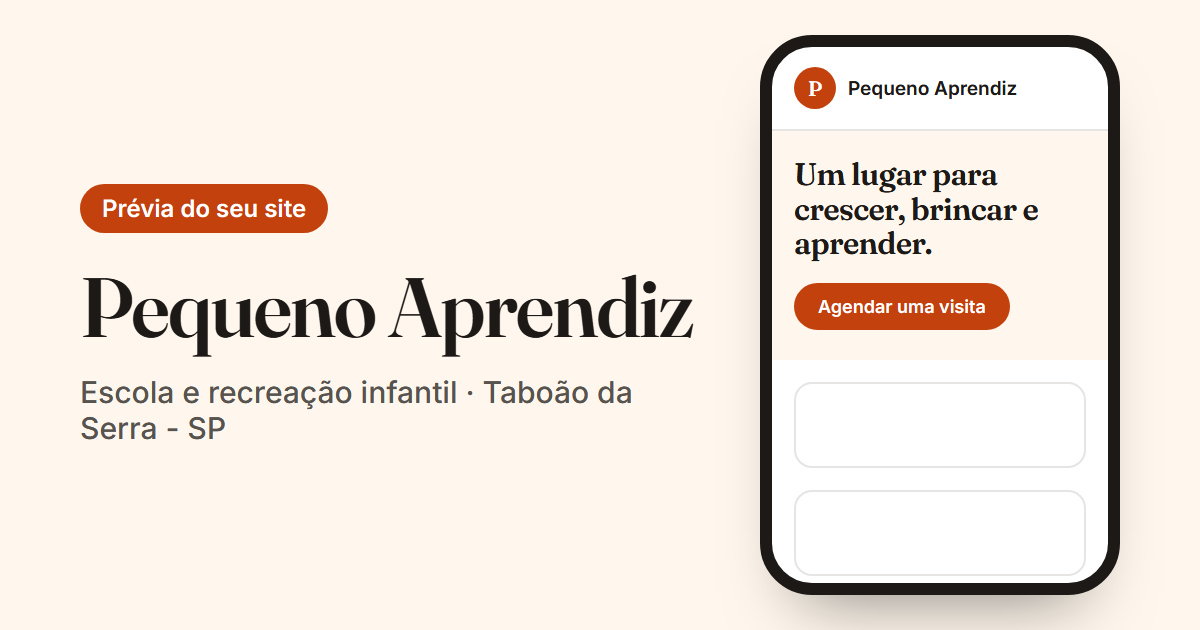 Prévia do seu site
Pequeno Aprendiz
Escola e recreação infantil · Taboão da
Serra - SP
P
Pequeno Aprendiz
Um lugar para
crescer, brincar e
aprender.
Agendar uma visita